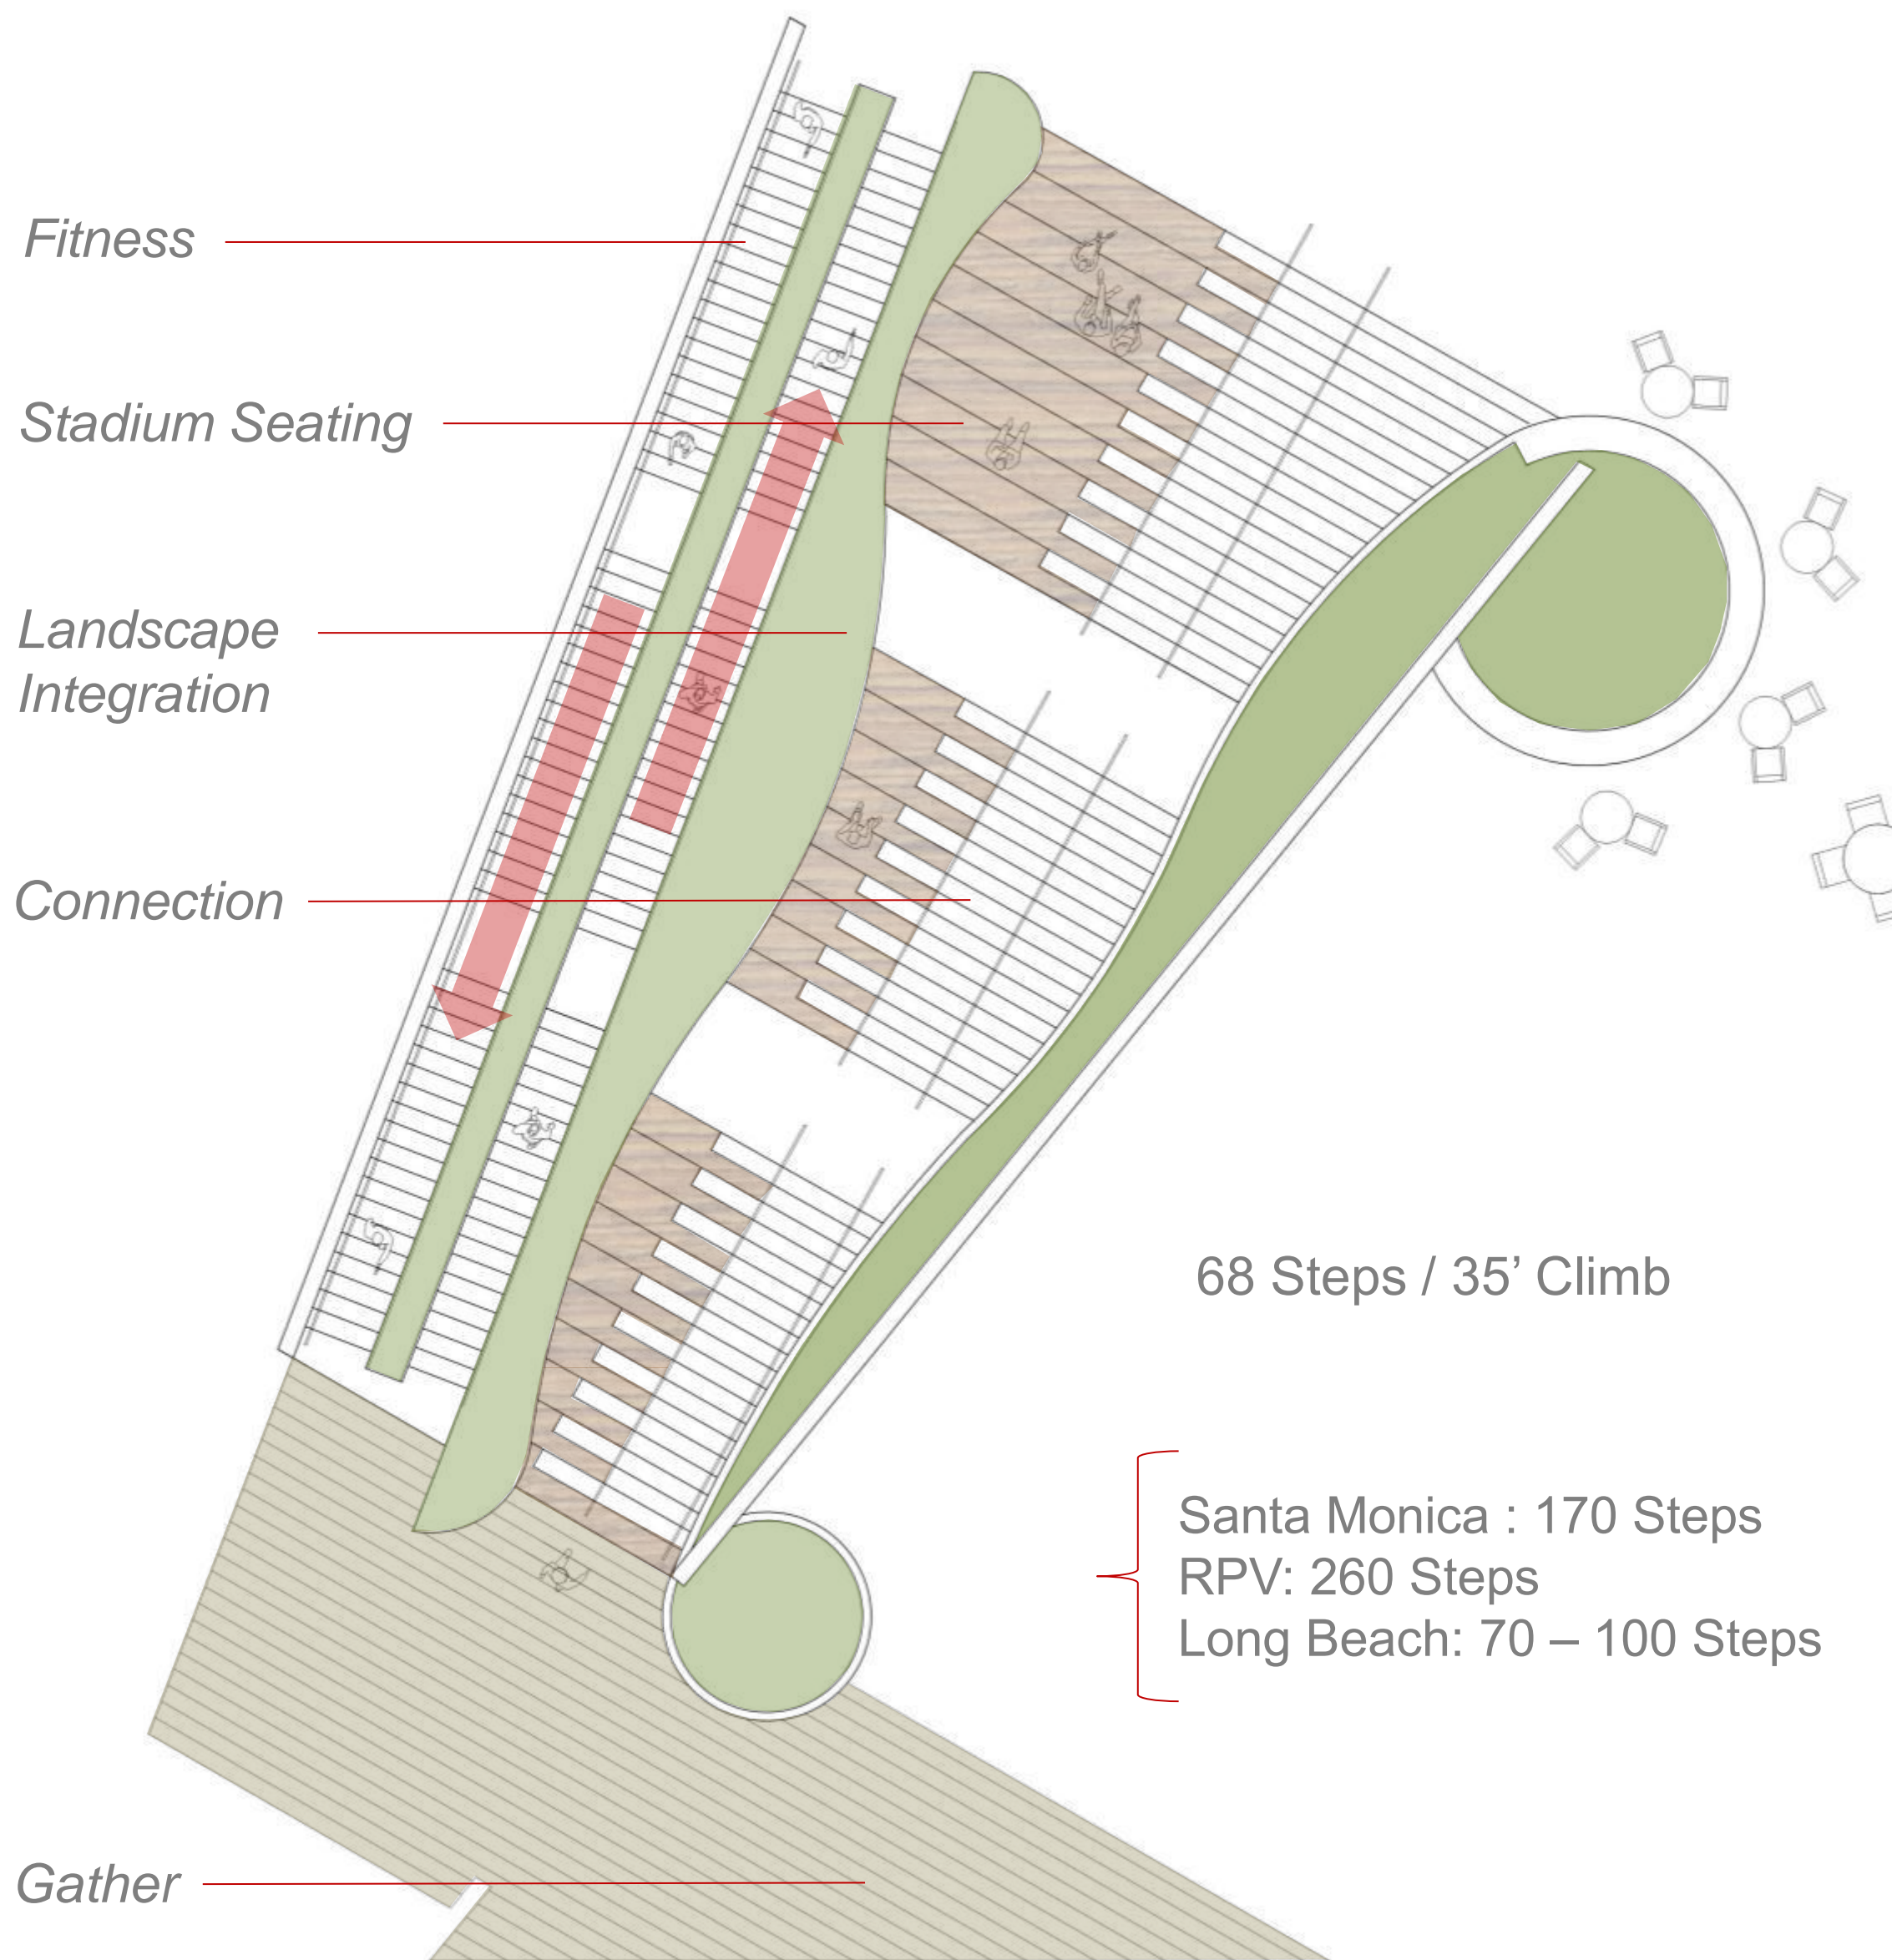 Fitness
Stadium Seating
Landscape
Integration
Connection
68 Steps / 35’ Climb
Santa Monica : 170 Steps
RPV: 260 Steps
Long Beach: 70 – 100 Steps
Gather